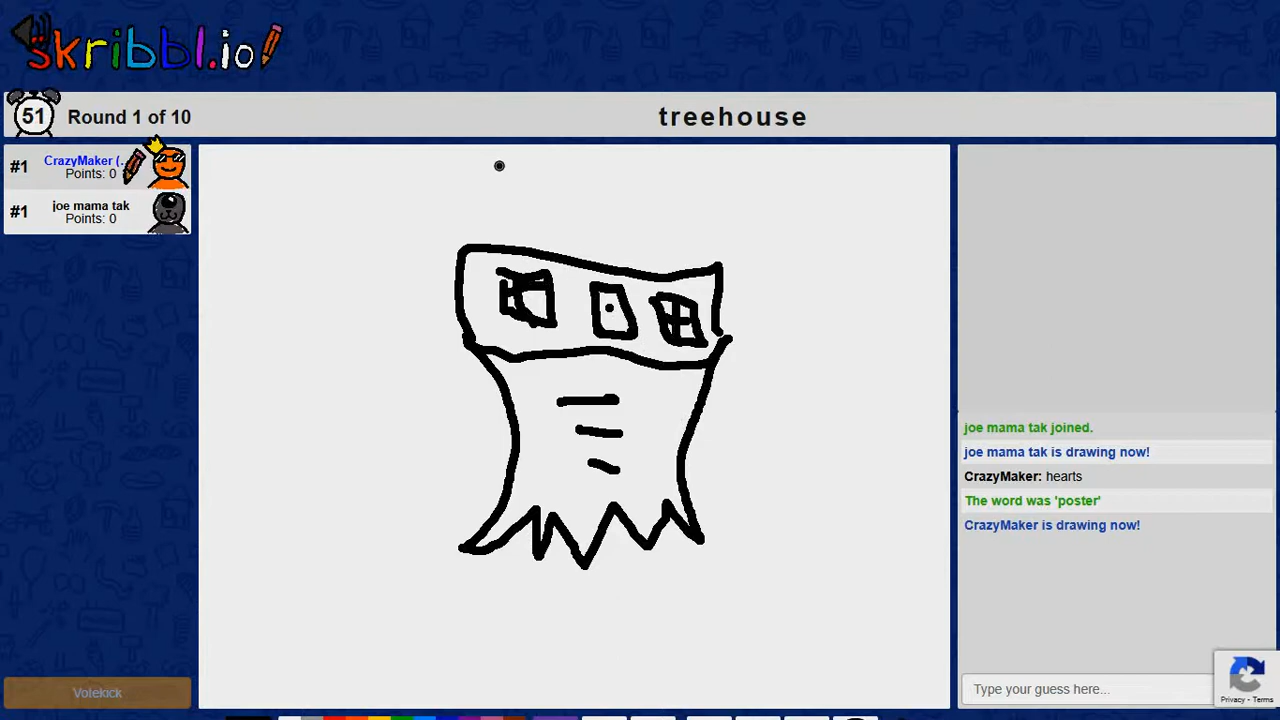 skribbl.io
51
Round 1 of 10
treehouse
#1
CrazyMaker (..
Points: 0
#1
joe mama tak
Points: 0
joe mama tak joined.
joe mama tak is drawing now!
CrazyMaker: hearts
The word was 'poster'
CrazyMaker is drawing now!
Votekick
Type your guess here...
Privacy - Terms